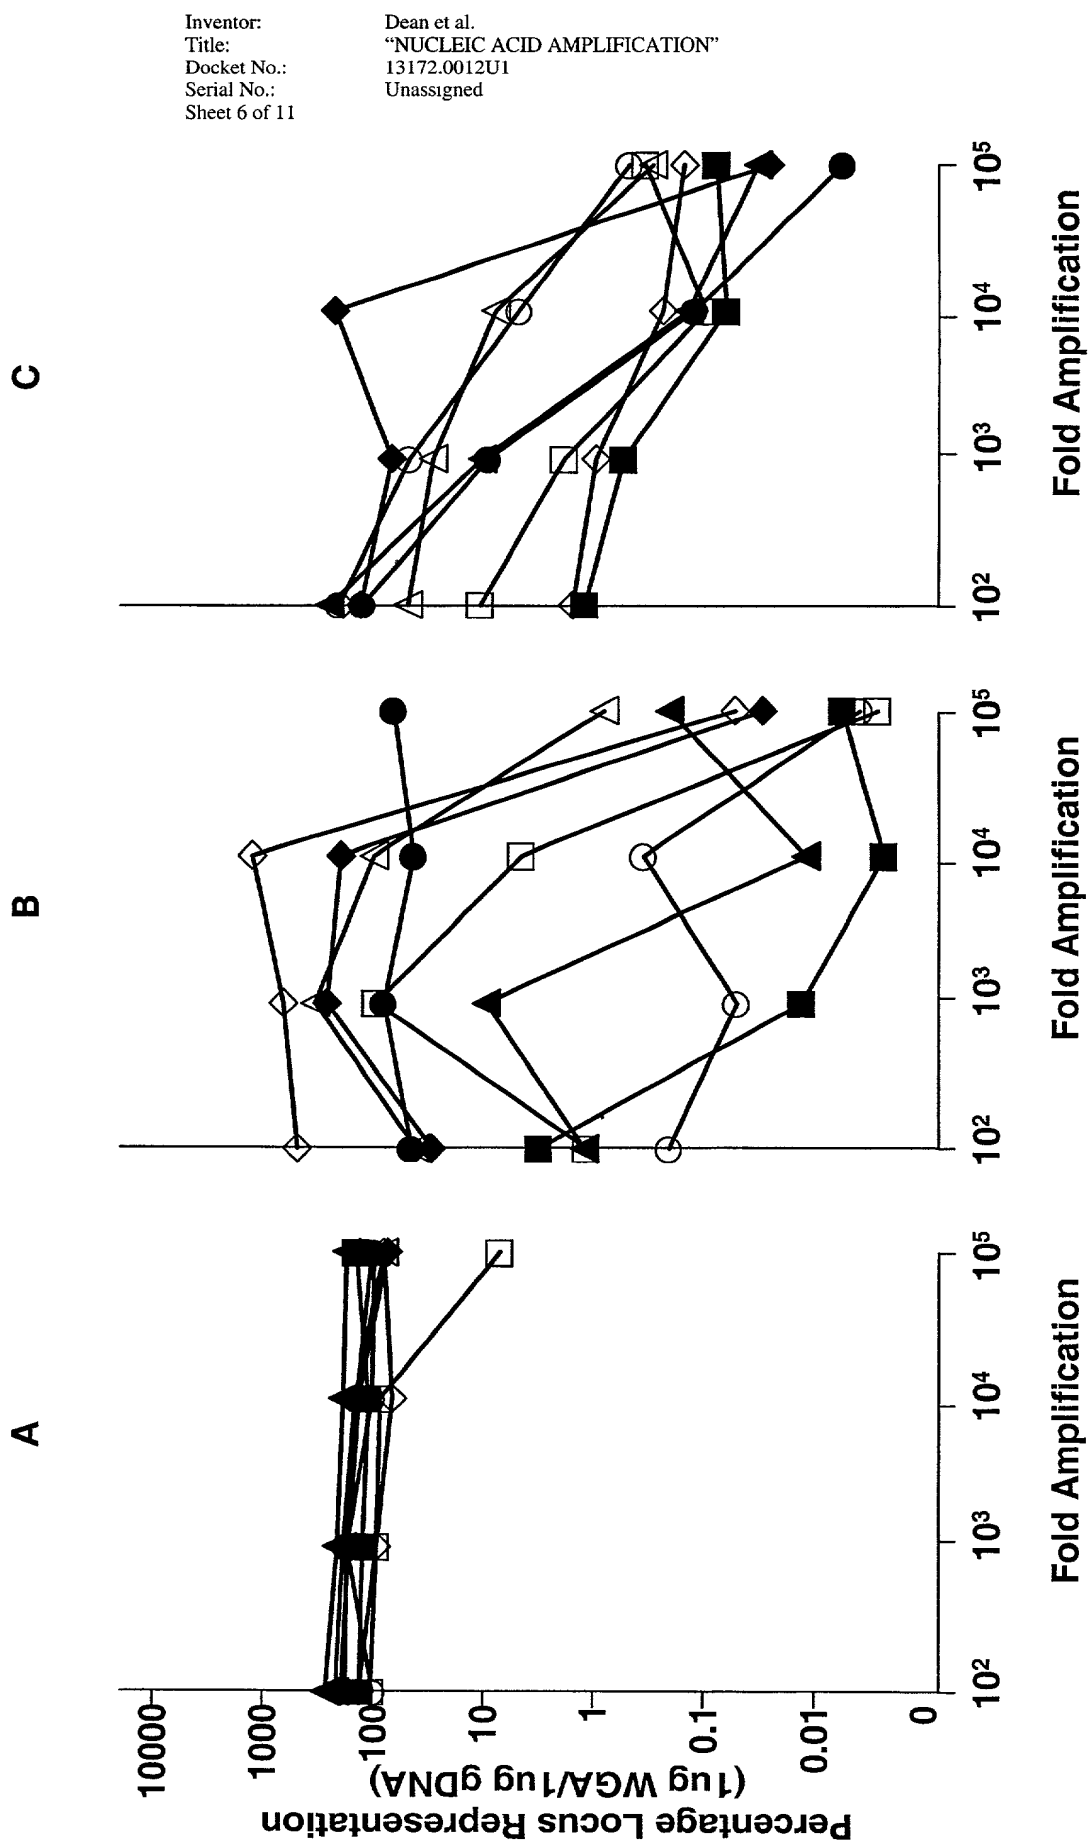 Inventor: Dean et al.
Title: “NUCLEIC ACID AMPLIFICATION”
Docket No.: 13172.0012U1
Serial No.: Unassigned
Sheet 6 of 11
A
Percentage Locus Representation
(1ug WGA/1ug gDNA)
10000
1000
100
10
1
0.1
0.01
0
10² 10³ 10⁴ 10⁵
Fold Amplification
B
10² 10³ 10⁴ 10⁵
Fold Amplification
C
10² 10³ 10⁴ 10⁵
Fold Amplification